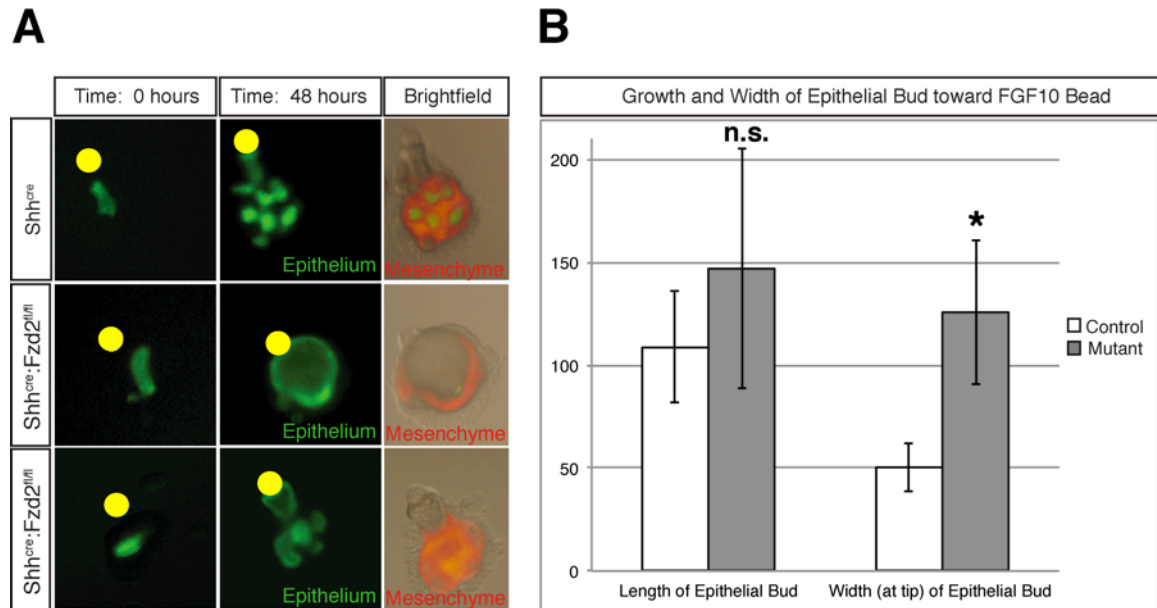 A
B
Time: 0 hours
Time: 48 hours
Brightfield
Shh^cre
Epithelium
Mesenchyme
Shh^cre;Fzd2^fl/fl
Epithelium
Mesenchyme
Shh^cre;Fzd2^fl/fl
Epithelium
Mesenchyme
Growth and Width of Epithelial Bud toward FGF10 Bead
200
150
100
50
0
n.s.
*
Control
Mutant
Length of Epithelial Bud
Width (at tip) of Epithelial Bud